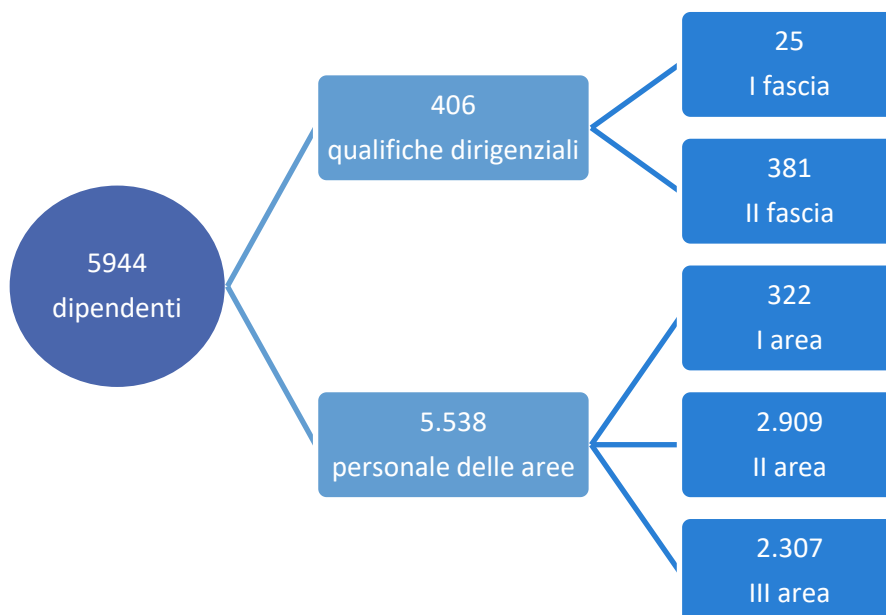 5944
dipendenti
406
qualifiche dirigenziali
25
I fascia
381
II fascia
5.538
personale delle aree
322
I area
2.909
II area
2.307
III area